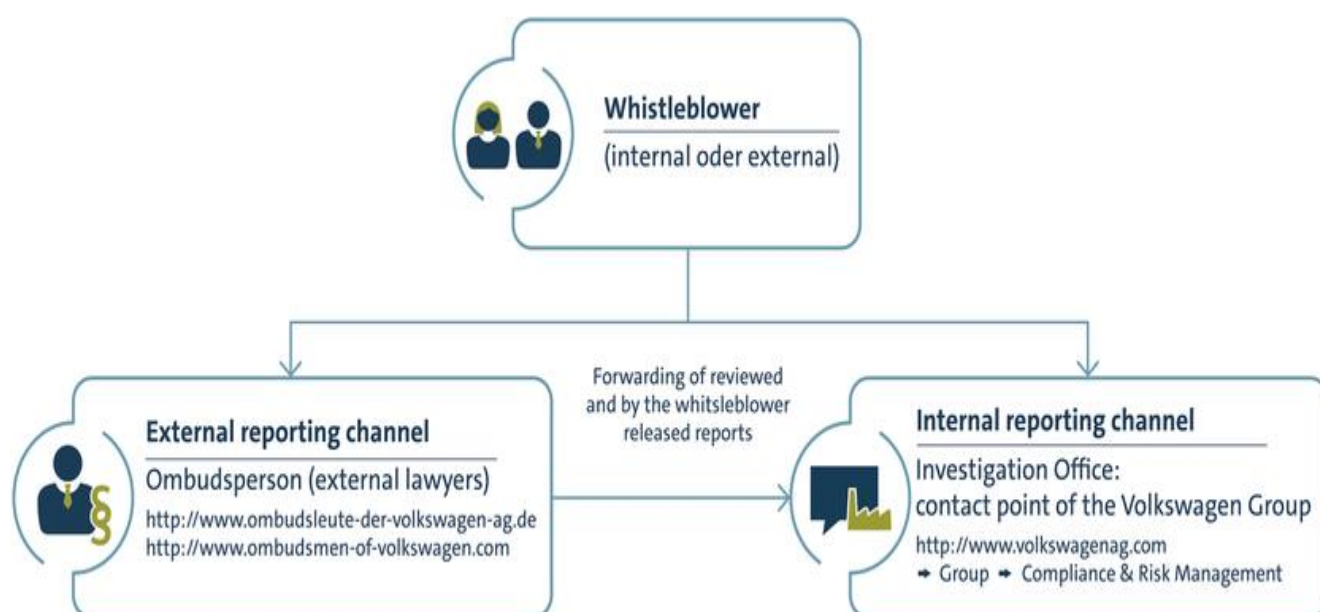 Whistleblower
(internal oder external)
Forwarding of reviewed
and by the whitsleblower
released reports
External reporting channel
Ombudsperson (external lawyers)
http://www.ombudsleute-der-volkswagen-ag.de
http://www.ombudsmen-of-volkswagen.com
Internal reporting channel
Investigation Office:
contact point of the Volkswagen Group
http://www.volkswagenag.com
➡ Group ➡ Compliance & Risk Management